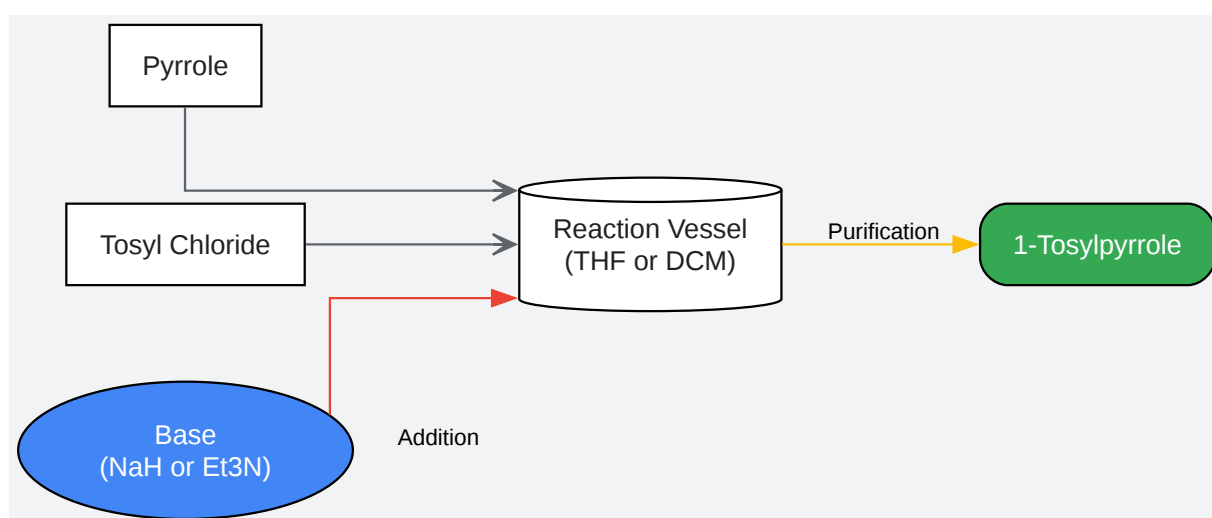 Pyrrole
Tosyl Chloride
Reaction Vessel
(THF or DCM)
Purification
1-Tosylpyrrole
Base
(NaH or Et3N)
Addition